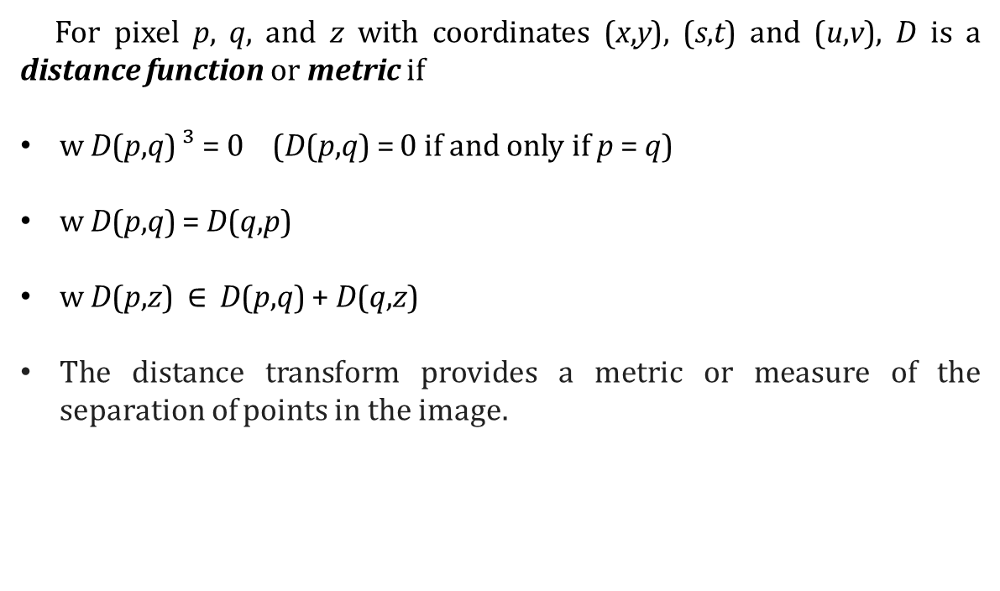 For pixel p, q, and z with coordinates (x,y), (s,t) and (u,v), D is a
distance function or metric if
• w D(p,q) ³ = 0 (D(p,q) = 0 if and only if p = q)
• w D(p,q) = D(q,p)
• w D(p,z) ∈ D(p,q) + D(q,z)
• The distance transform provides a metric or measure of the
separation of points in the image.